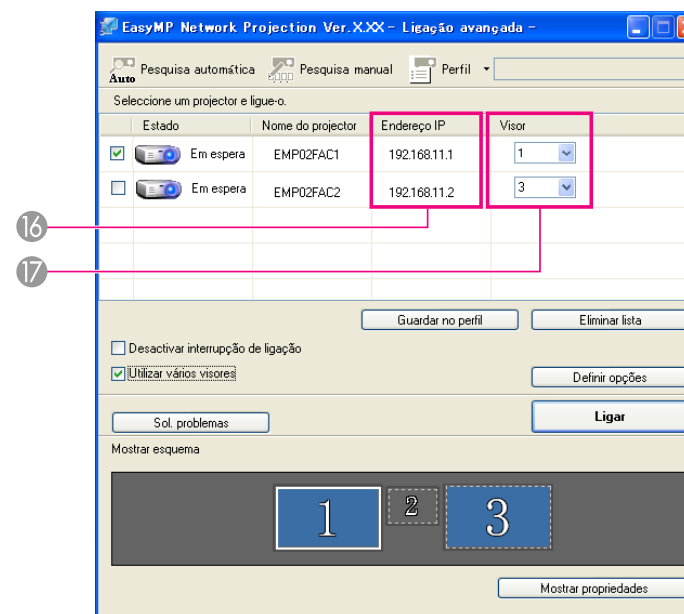 EasyMP Network Projection Ver.X.XX - Ligação avançada -
Auto Pesquisa automática Pesquisa manual Perfil
Seleccione um projector e ligue-o.
Estado Nome do projector Endereço IP Visor
Em espera EMP02FAC1 192.168.11.1 1
Em espera EMP02FAC2 192.168.11.2 3
16
17
Guardar no perfil Eliminar lista
Desactivar interrupção de ligação
Utilizar vários visores
Definir opções
Ligar
Sol. problemas
Mostrar esquema
1 2 3
Mostrar propriedades